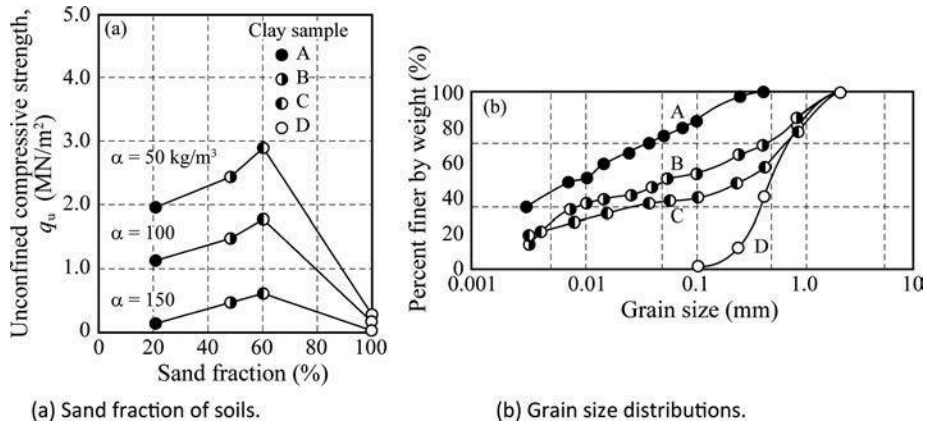 5.0
4.0
3.0
2.0
1.0
0
Unconfined compressive strength,
qᵤ (MN/m²)
(a)
Clay sample
A
B
C
D
α = 50 kg/m³
α = 100
α = 150
0 20 40 60 80 100
Sand fraction (%)
(a) Sand fraction of soils.
Percent finer by weight (%)
100
80
60
40
20
0
(b)
A
B
C
D
0.001 0.01 0.1 1.0 10
Grain size (mm)
(b) Grain size distributions.